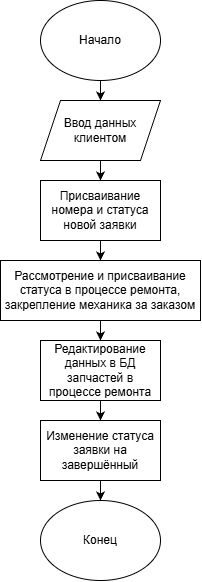 Начало
Ввод данных
клиентом
Присваивание
номера и статуса
новой заявки
Рассмотрение и присваивание
статуса в процессе ремонта,
закрепление механика за заказом
Редактирование
данных в БД
запчастей в
процессе ремонта
Изменение статуса
заявки на
завершённый
Конец